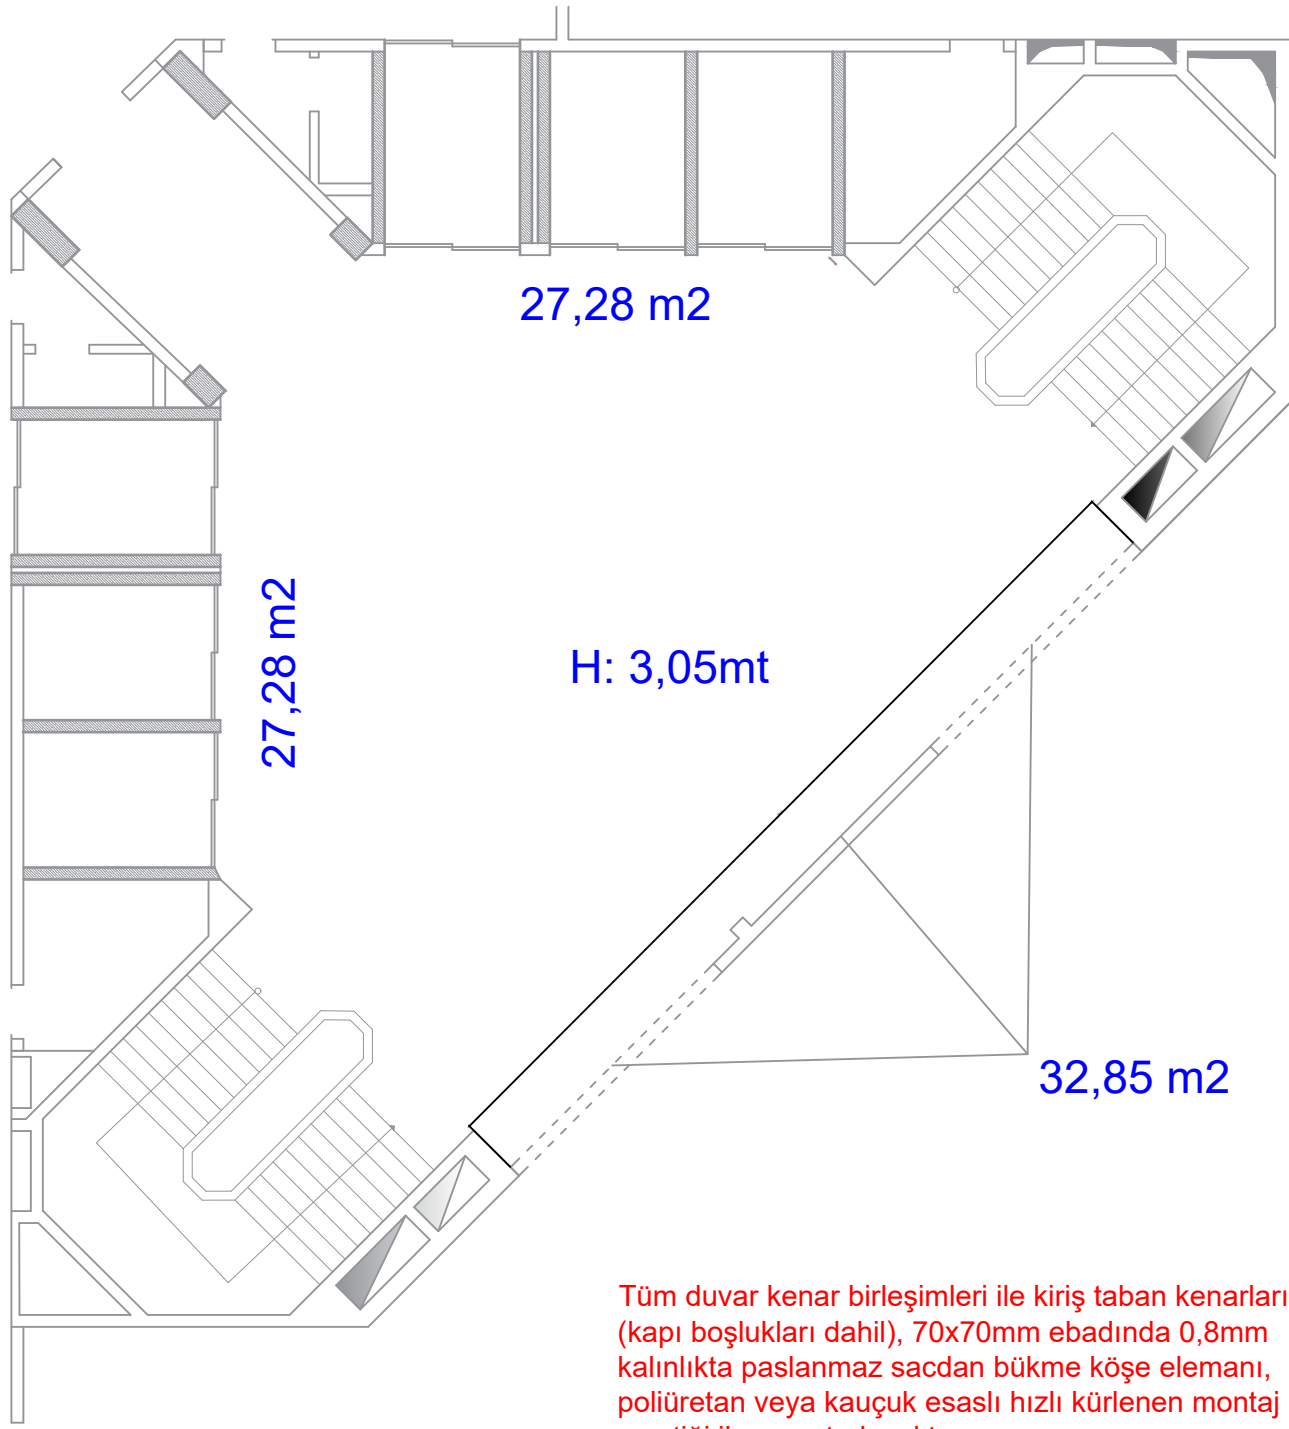 27,28 m2
27,28 m2
H: 3,05mt
32,85 m2
Tüm duvar kenar birleşimleri ile kiriş taban kenarları
(kapı boşlukları dahil), 70x70mm ebadında 0,8mm
kalınlıkta paslanmaz sacdan bükme köşe elemanı,
poliüretan veya kauçuk esaslı hızlı kürlenen montaj